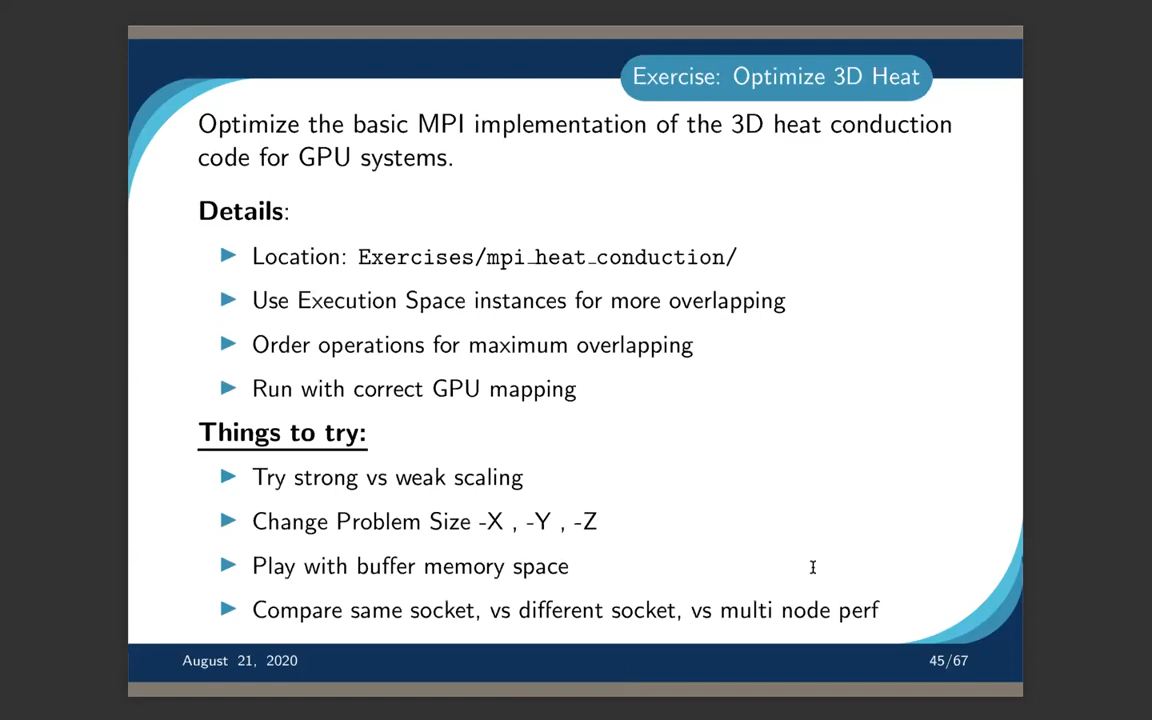 Exercise: Optimize 3D Heat
Optimize the basic MPI implementation of the 3D heat conduction
code for GPU systems.
Details:
▶ Location: Exercises/mpi_heat_conduction/
▶ Use Execution Space instances for more overlapping
▶ Order operations for maximum overlapping
▶ Run with correct GPU mapping
Things to try:
▶ Try strong vs weak scaling
▶ Change Problem Size -X , -Y , -Z
▶ Play with buffer memory space
▶ Compare same socket, vs different socket, vs multi node perf
August 21, 2020
45/67